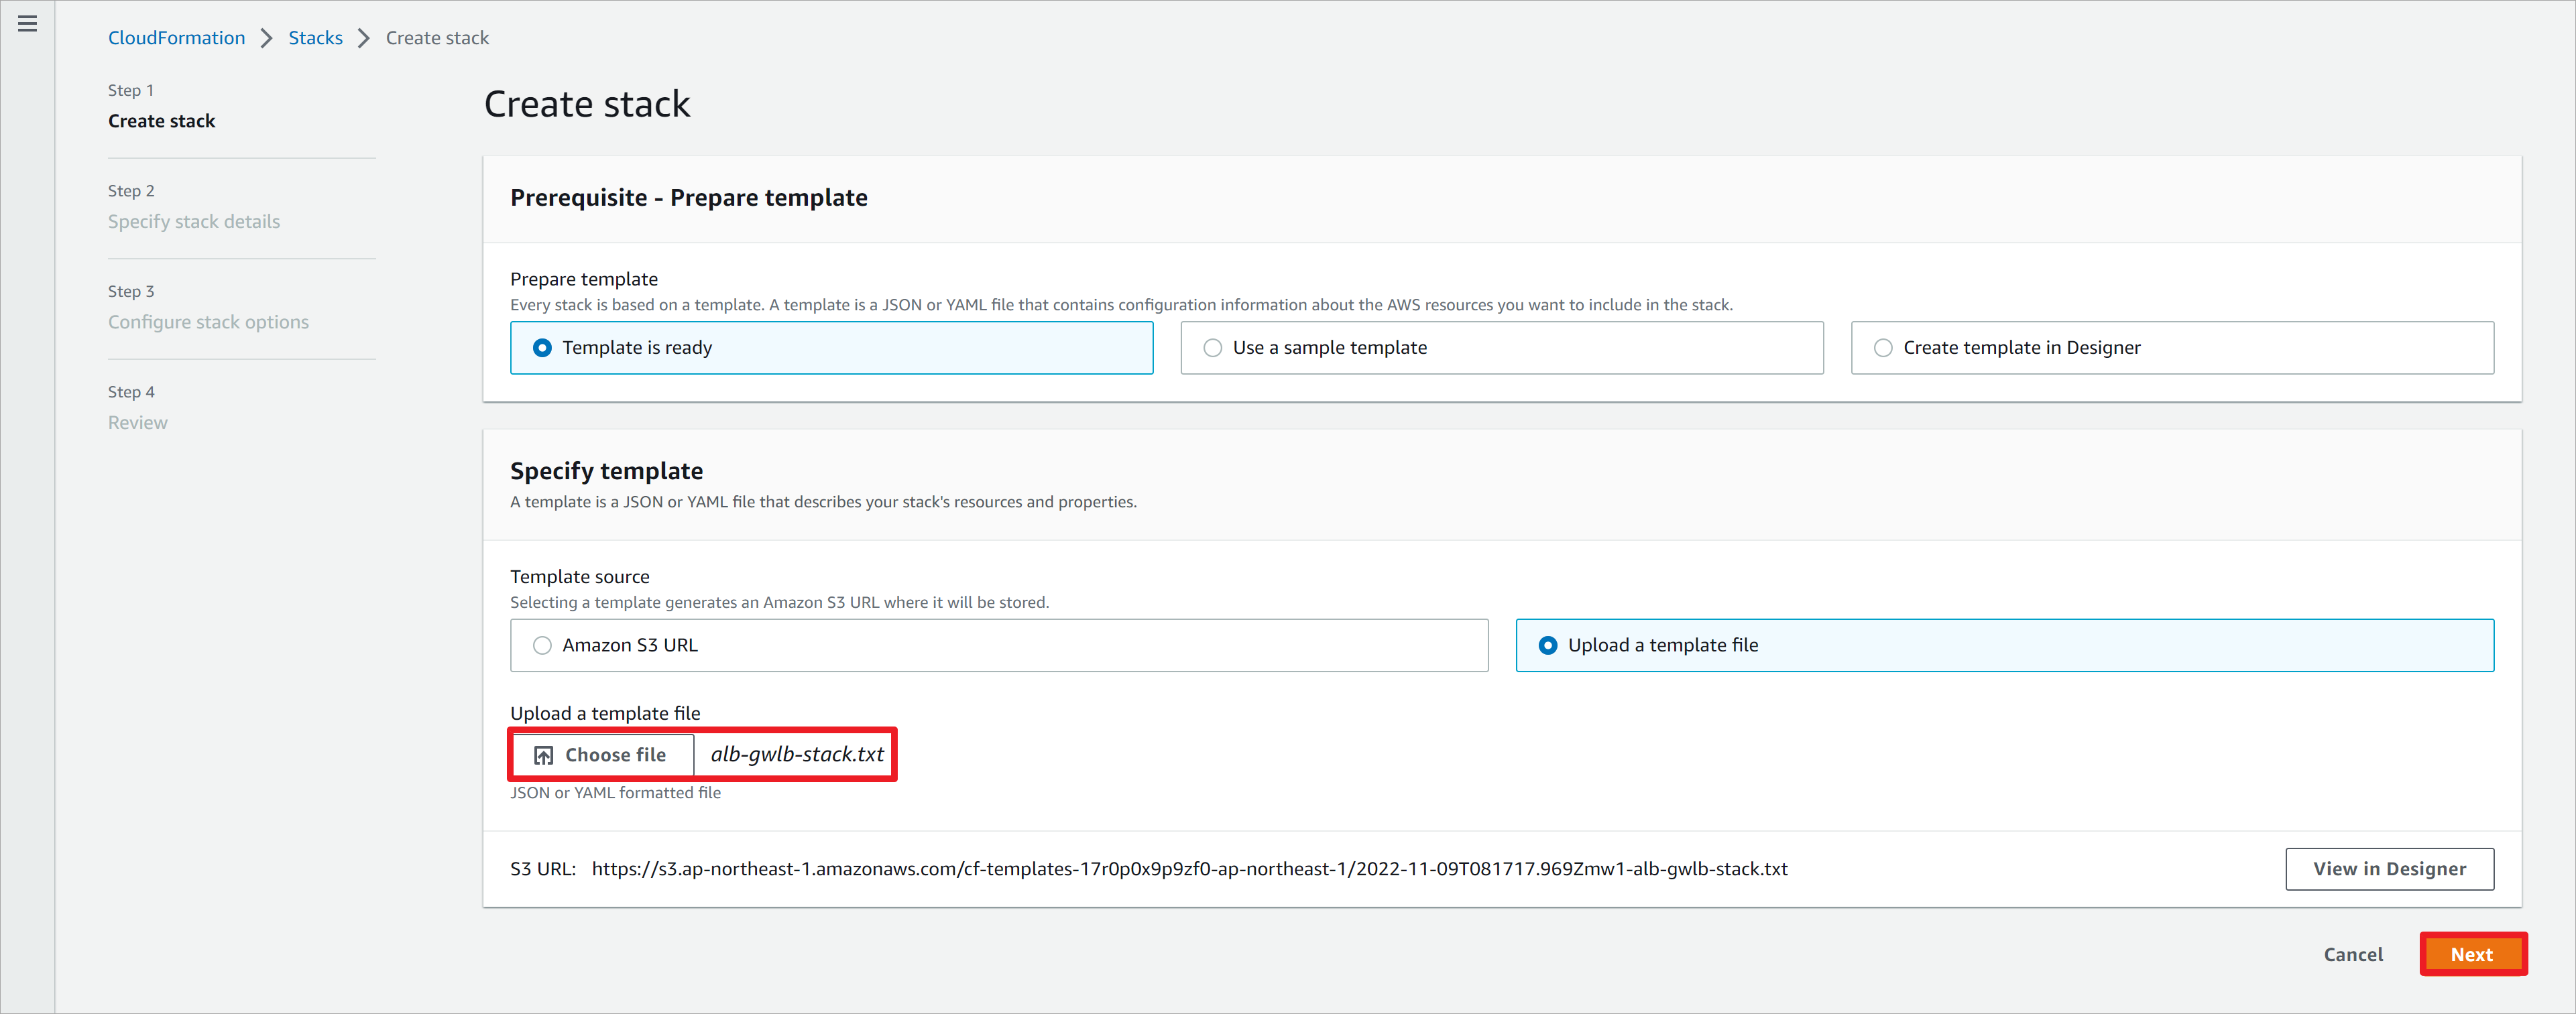 CloudFormation > Stacks > Create stack
Step 1
Create stack
Step 2
Specify stack details
Step 3
Configure stack options
Step 4
Review
Create stack
Prerequisite - Prepare template
Prepare template
Every stack is based on a template. A template is a JSON or YAML file that contains configuration information about the AWS resources you want to include in the stack.
Template is ready
Use a sample template
Create template in Designer
Specify template
A template is a JSON or YAML file that describes your stack's resources and properties.
Template source
Selecting a template generates an Amazon S3 URL where it will be stored.
Amazon S3 URL
Upload a template file
Upload a template file
Choose file alb-gwlb-stack.txt
JSON or YAML formatted file
S3 URL: https://s3.ap-northeast-1.amazonaws.com/cf-templates-17r0p0x9p9zf0-ap-northeast-1/2022-11-09T081717.969Zmw1-alb-gwlb-stack.txt
View in Designer
Cancel
Next